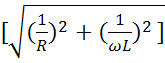 [√((1/R)² + (1/ωL)² ]